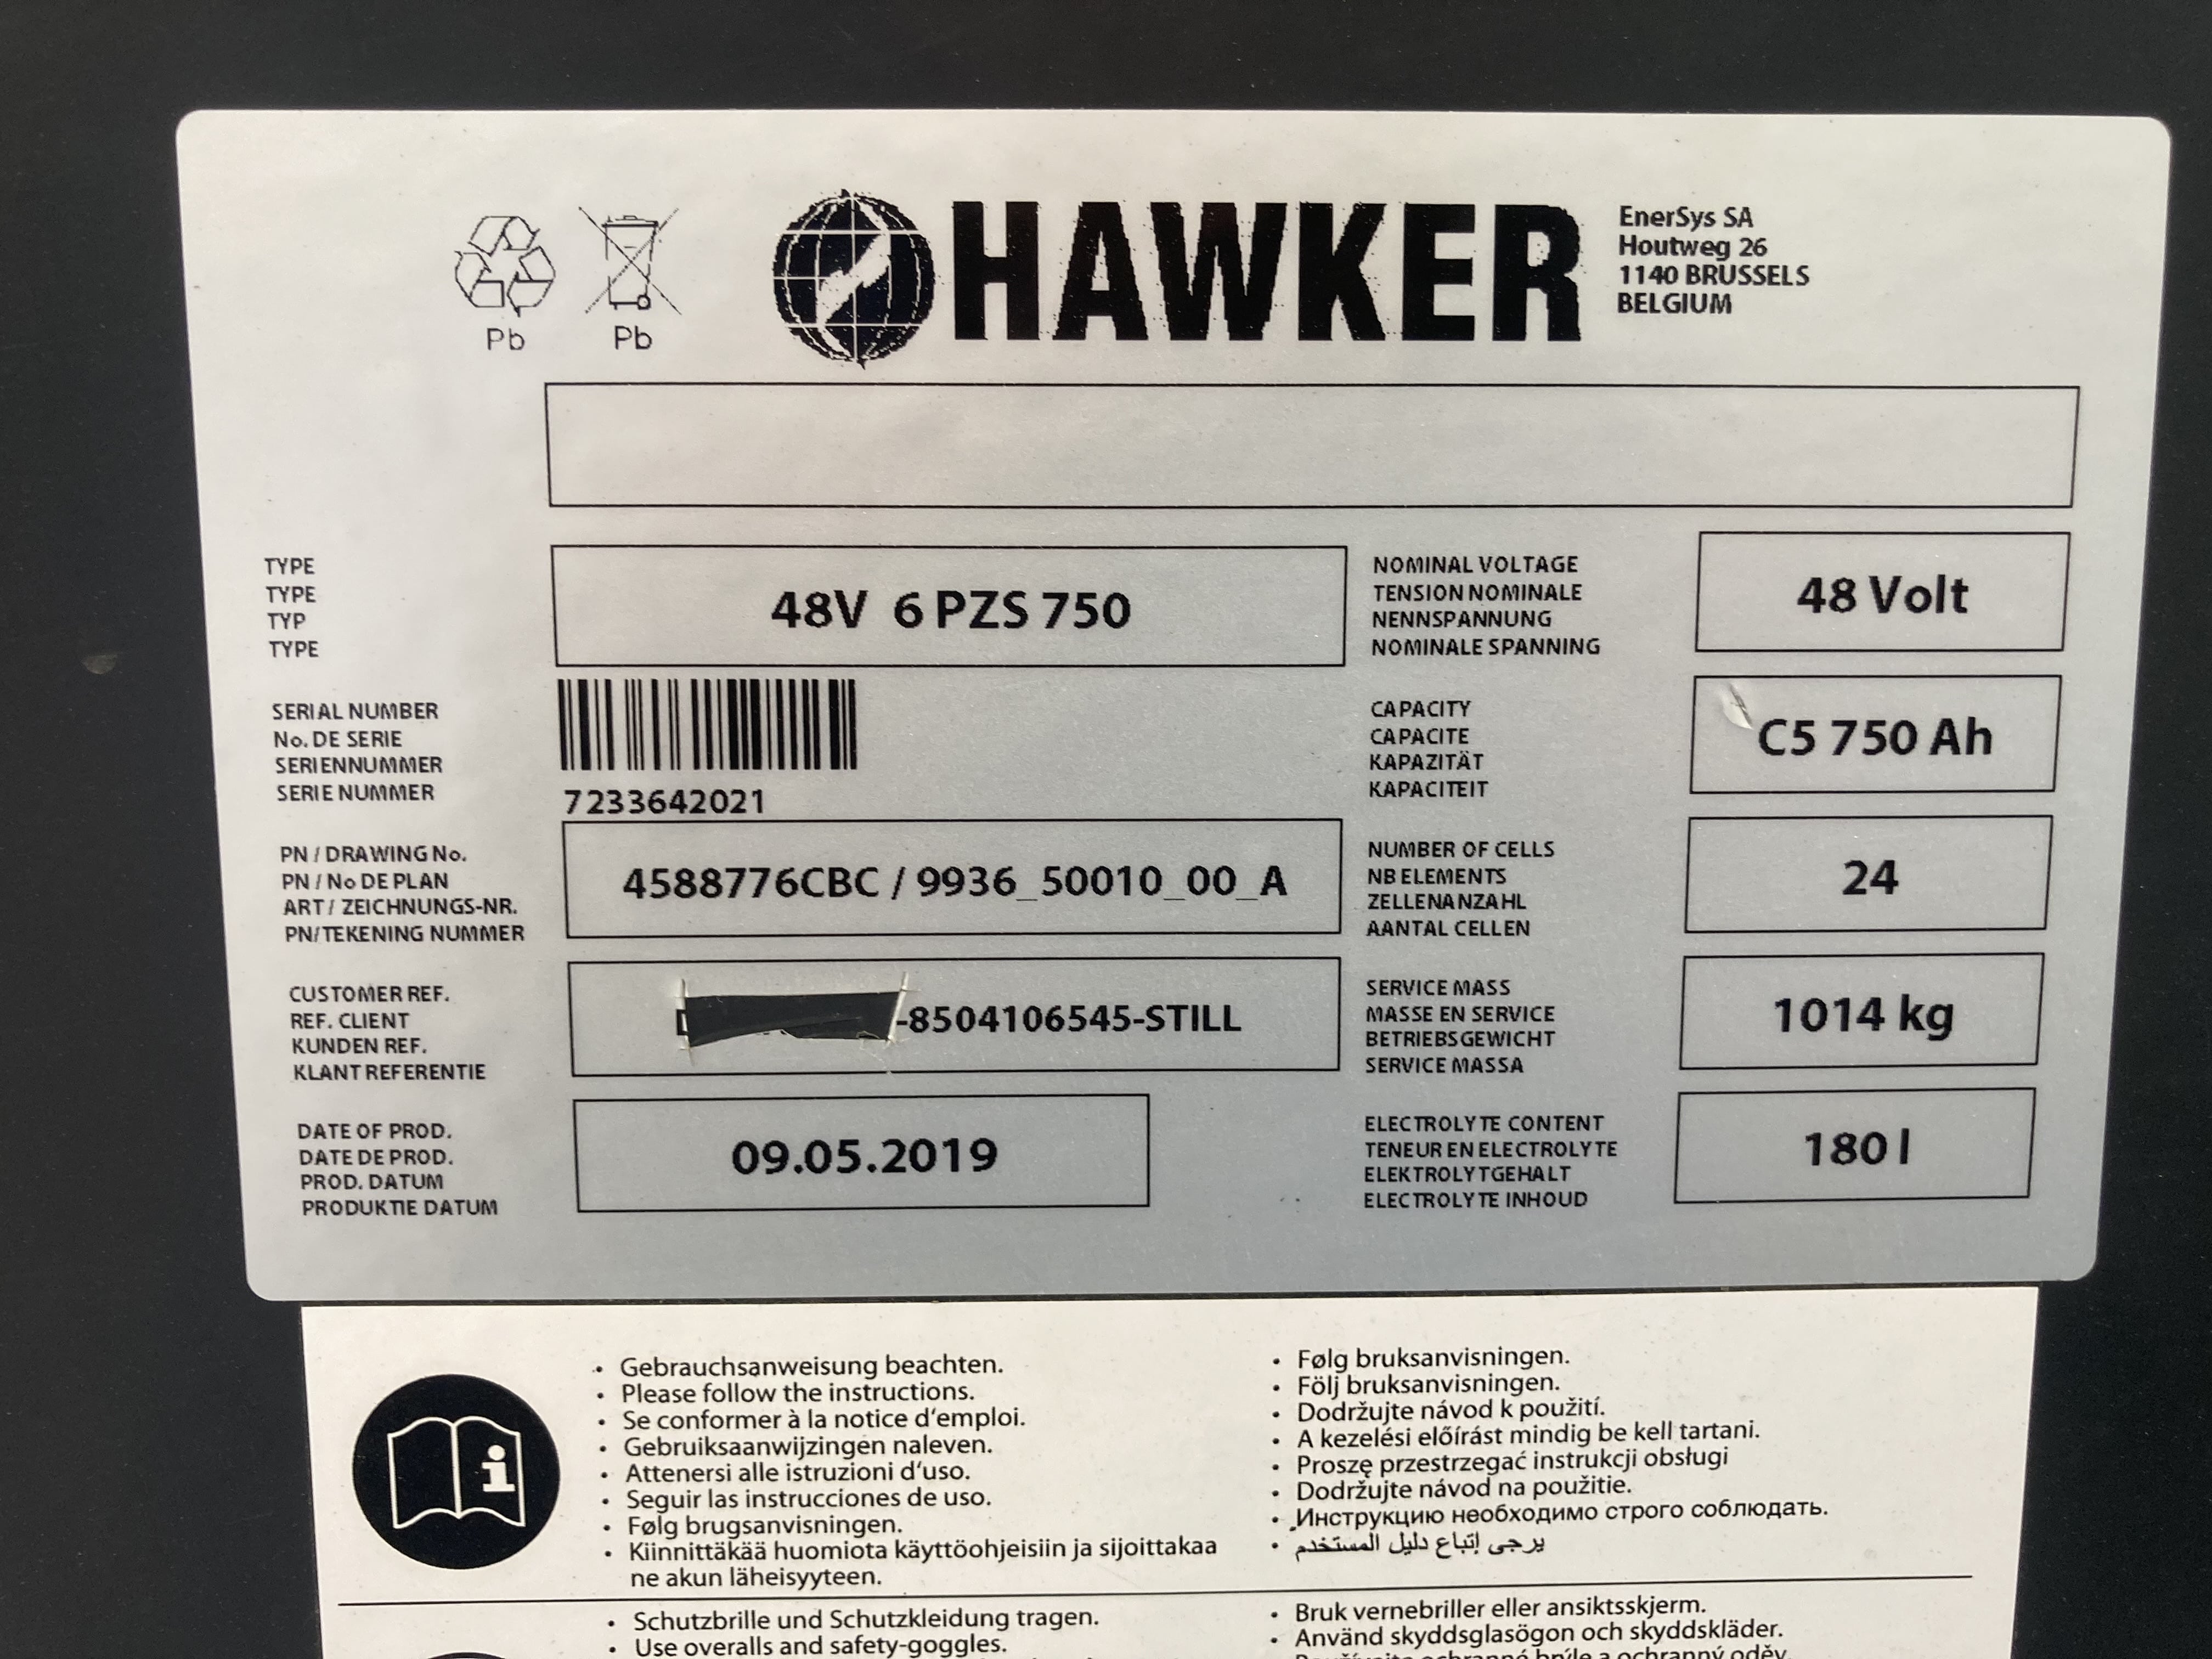 Pb
Pb
HAWKER
EnerSys SA
Houtweg 26
1140 BRUSSELS
BELGIUM
TYPE
TYPE
TYP
TYPE
48V 6 PZS 750
NOMINAL VOLTAGE
TENSION NOMINALE
NENNSPANNUNG
NOMINALE SPANNING
48 Volt
SERIAL NUMBER
No. DE SERIE
SERIENNUMMER
SERIE NUMMER
7233642021
CAPACITY
CAPACITE
KAPAZITÄT
KAPACITEIT
C5 750 Ah
PN / DRAWING No.
PN / No DE PLAN
ART / ZEICHNUNGS-NR.
PN/TEKENING NUMMER
4588776CBC / 9936_50010_00_A
NUMBER OF CELLS
NB ELEMENTS
ZELLENANZAHL
AANTAL CELLEN
24
CUSTOMER REF.
REF. CLIENT
KUNDEN REF.
KLANT REFERENTIE
-8504106545-STILL
SERVICE MASS
MASSE EN SERVICE
BETRIEBSGEWICHT
SERVICE MASSA
1014 kg
DATE OF PROD.
DATE DE PROD.
PROD. DATUM
PRODUKTIE DATUM
09.05.2019
ELECTROLYTE CONTENT
TENEUR EN ELECTROLYTE
ELEKTROLYTGEHALT
ELECTROLYTE INHOUD
180 l
• Gebrauchsanweisung beachten.
• Please follow the instructions.
• Se conformer à la notice d'emploi.
• Gebruiksaanwijzingen naleven.
• Attenersi alle istruzioni d'uso.
• Seguir las instrucciones de uso.
• Følg brugsanvisningen.
• Kiinnittäkää huomiota käyttöohjeisiin ja sijoittakaa
ne akun läheisyyteen.
• Følg bruksanvisningen.
• Följ bruksanvisningen.
• Dodržujte návod k použití.
• A kezelési előírást mindig be kell tartani.
• Proszę przestrzegać instrukcji obsługi
• Dodržujte návod na použitie.
• Инструкцию необходимо строго соблюдать.
• يرجى إتباع دليل المستخدم
• Schutzbrille und Schutzkleidung tragen.
• Use overalls and safety-goggles.
• Bruk vernebriller eller ansiktsskjerm.
• Använd skyddsglasögon och skyddskläder.